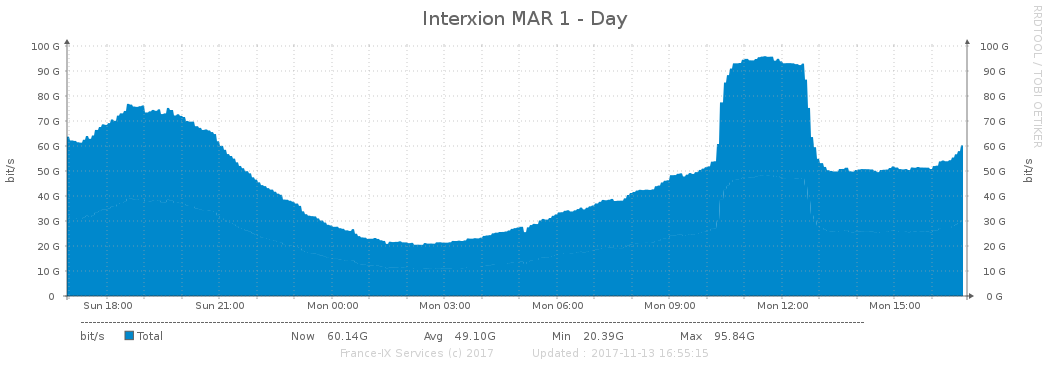 Interxion MAR 1 - Day
RRDTOOL / TOBI OETIKER
100 G 100 G
90 G 90 G
80 G 80 G
70 G 70 G
60 G 60 G
50 G 50 G
40 G 40 G
30 G 30 G
20 G 20 G
10 G 10 G
0 0 G
bit/s bit/s
Sun 18:00 Sun 21:00 Mon 00:00 Mon 03:00 Mon 06:00 Mon 09:00 Mon 12:00 Mon 15:00
bit/s Total Now 60.14G Avg 49.10G Min 20.39G Max 95.84G
France-IX Services (c) 2017 Updated : 2017-11-13 16:55:15